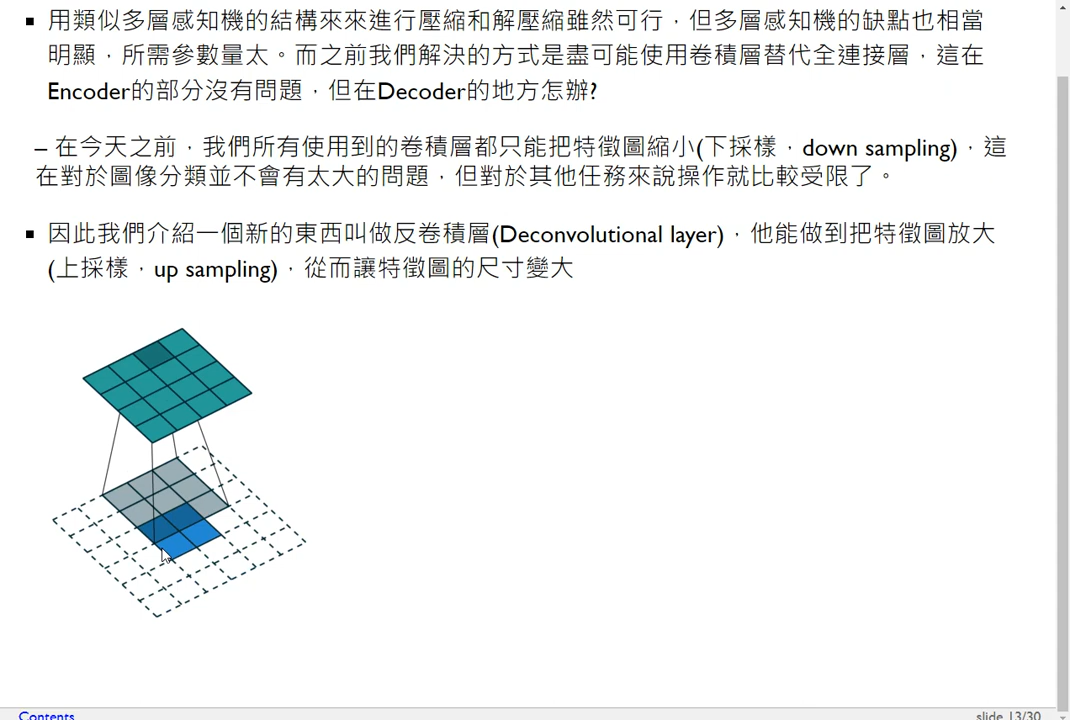 ▪ 用類似多層感知機的結構來來進行壓縮和解壓縮雖然可行，但多層感知機的缺點也相當
明顯，所需參數量太。而之前我們解決的方式是盡可能使用卷積層替代全連接層，這在
Encoder的部分沒有問題，但在Decoder的地方怎辦?
– 在今天之前，我們所有使用到的卷積層都只能把特徵圖縮小(下採樣，down sampling)，這
在對於圖像分類並不會有太大的問題，但對於其他任務來說操作就比較受限了。
▪ 因此我們介紹一個新的東西叫做反卷積層(Deconvolutional layer)，他能做到把特徵圖放大
(上採樣，up sampling)，從而讓特徵圖的尺寸變大
Contents
slide 13/30